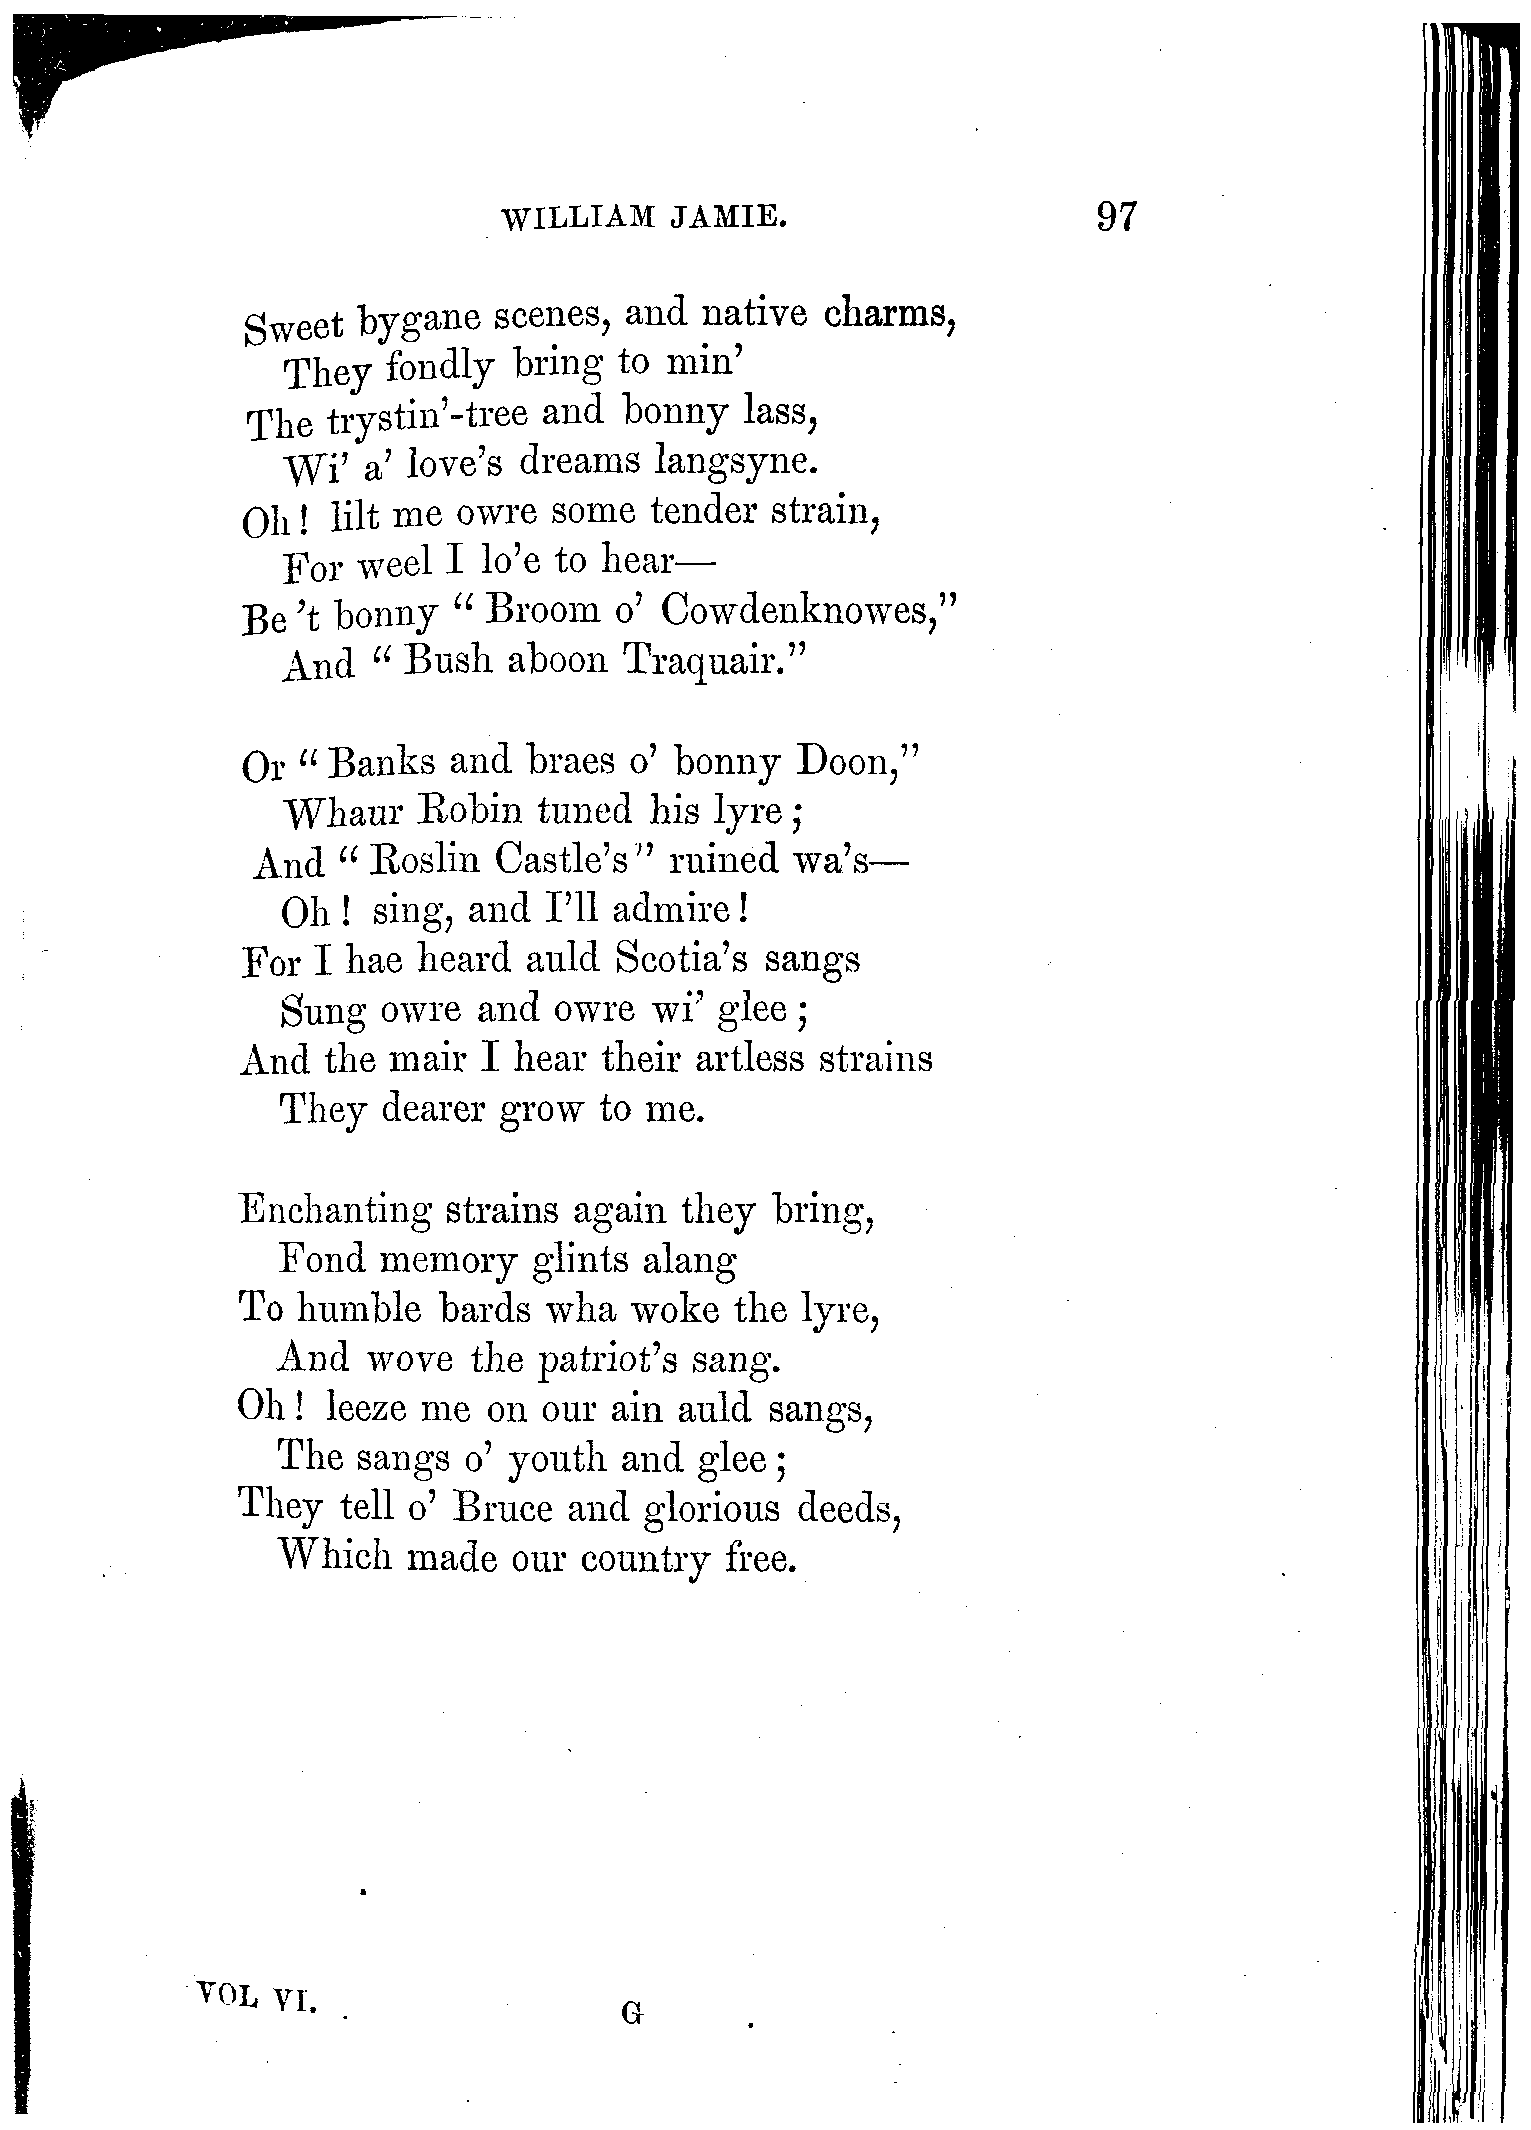 WILLIAM JAMIE. 97
Sweet bygane scenes, and native charms,
They fondly bring to min'
The trystin'-tree and bonny lass,
Wi' a' love's dreams langsyne.
Oh! lilt me owre some tender strain,
For weel I lo'e to hear—
Be 't bonny "Broom o' Cowdenknowes,"
And "Bush aboon Traquair."
Or "Banks and braes o' bonny Doon,"
Whaur Robin tuned his lyre;
And "Roslin Castle's" ruined wa's—
Oh! sing, and I'll admire!
For I hae heard auld Scotia's sangs
Sung owre and owre wi' glee;
And the mair I hear their artless strains
They dearer grow to me.
Enchanting strains again they bring,
Fond memory glints alang
To humble bards wha woke the lyre,
And wove the patriot's sang.
Oh! leeze me on our ain auld sangs,
The sangs o' youth and glee;
They tell o' Bruce and glorious deeds,
Which made our country free.
VOL VI. G